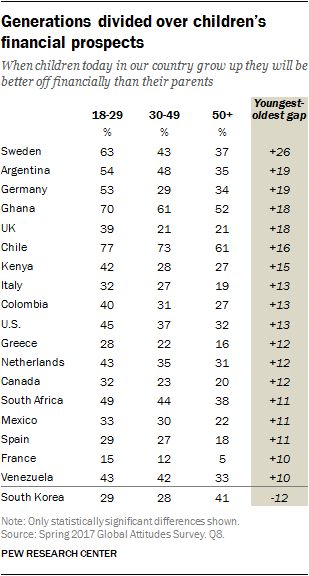 Generations divided over children's
financial prospects
When children today in our country grow up they will be
better off financially than their parents
18-29 30-49 50+ Youngest-
oldest gap
% % %
Sweden 63 43 37 +26
Argentina 54 48 35 +19
Germany 53 29 34 +19
Ghana 70 61 52 +18
UK 39 21 21 +18
Chile 77 73 61 +16
Kenya 42 28 27 +15
Italy 32 27 19 +13
Colombia 40 31 27 +13
U.S. 45 37 32 +13
Greece 28 22 16 +12
Netherlands 43 35 31 +12
Canada 32 23 20 +12
South Africa 49 44 38 +11
Mexico 33 30 22 +11
Spain 29 27 18 +11
France 15 12 5 +10
Venezuela 43 42 33 +10
South Korea 29 28 41 -12
Note: Only statistically significant differences shown.
Source: Spring 2017 Global Attitudes Survey. Q8.
PEW RESEARCH CENTER